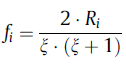 fᵢ = 2 · Rᵢ / ξ · (ξ + 1)